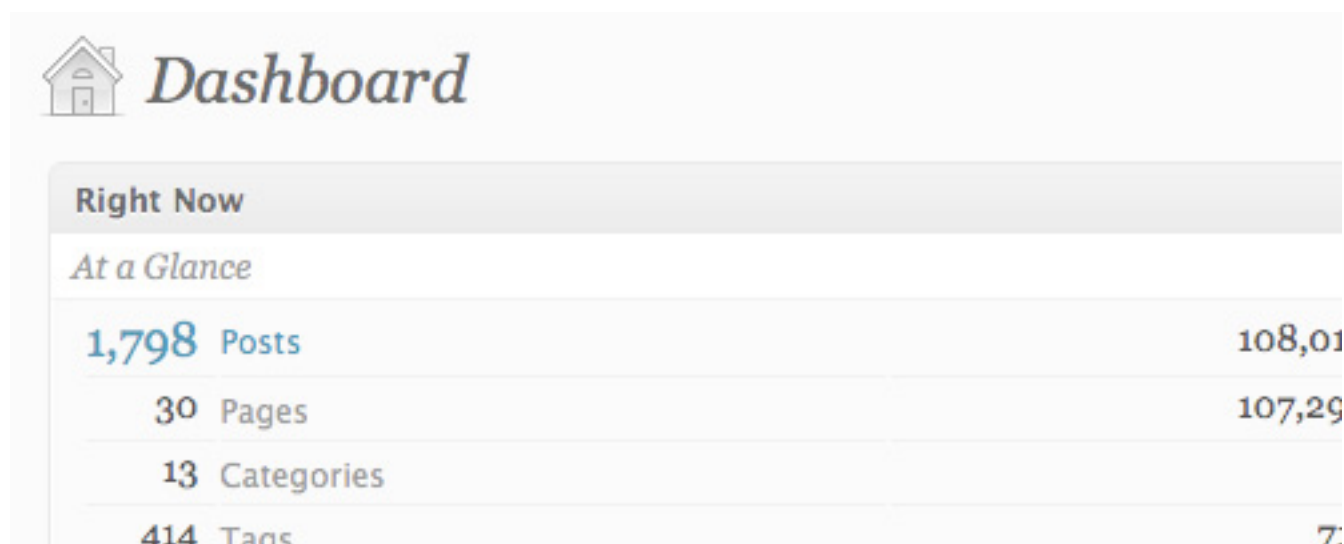 Dashboard
Right Now
At a Glance
1,798 Posts
30 Pages
13 Categories
414 Tags